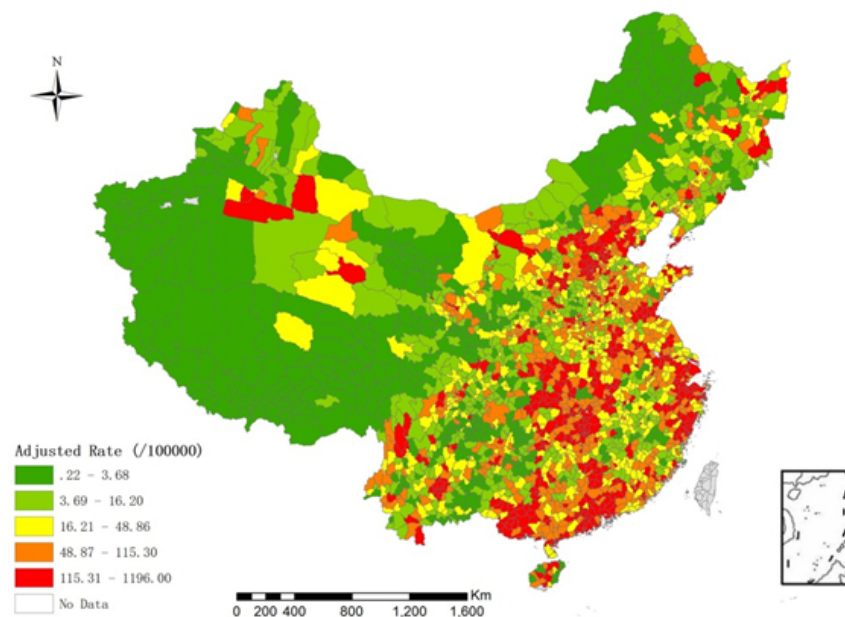 N
Adjusted Rate (/100000)
.22 - 3.68
3.69 - 16.20
16.21 - 48.86
48.87 - 115.30
115.31 - 1196.00
No Data
Km
0 200 400 800 1,200 1,600